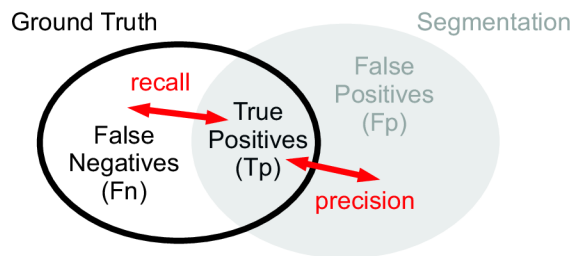 Ground Truth
Segmentation
recall
False
Positives
(Fp)
True
Positives
(Tp)
False
Negatives
(Fn)
precision